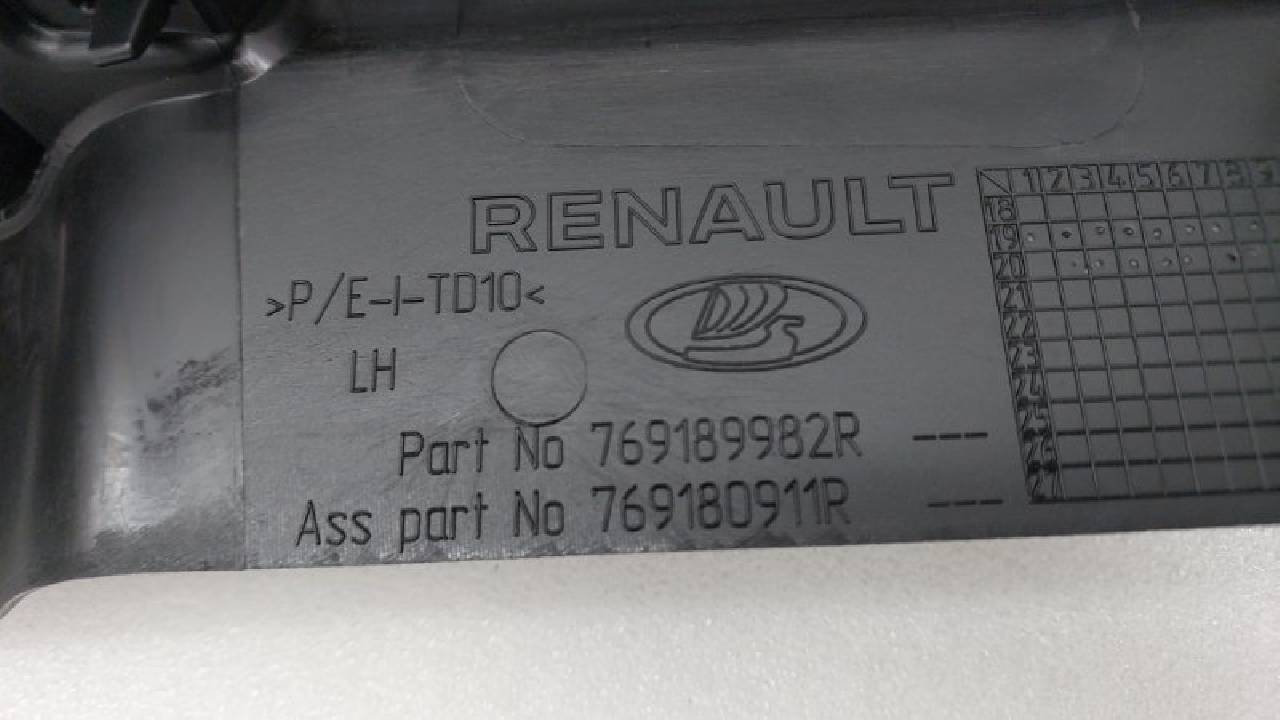 RENAULT
>P/E-I-TD10<
LH
Part No 769189982R ---
Ass part No 769180911R ---
1 2 3 4 5 6 7 8 9
18
19
20
21
22
23
24
25
26
27